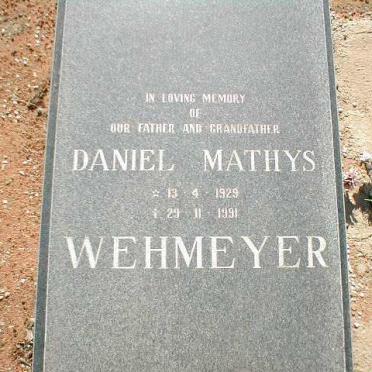 IN LOVING MEMORY
OF
OUR FATHER AND GRANDFATHER
DANIEL MATHYS
☆ 13 4 1929
✝ 29 11 1991
WEHMEYER